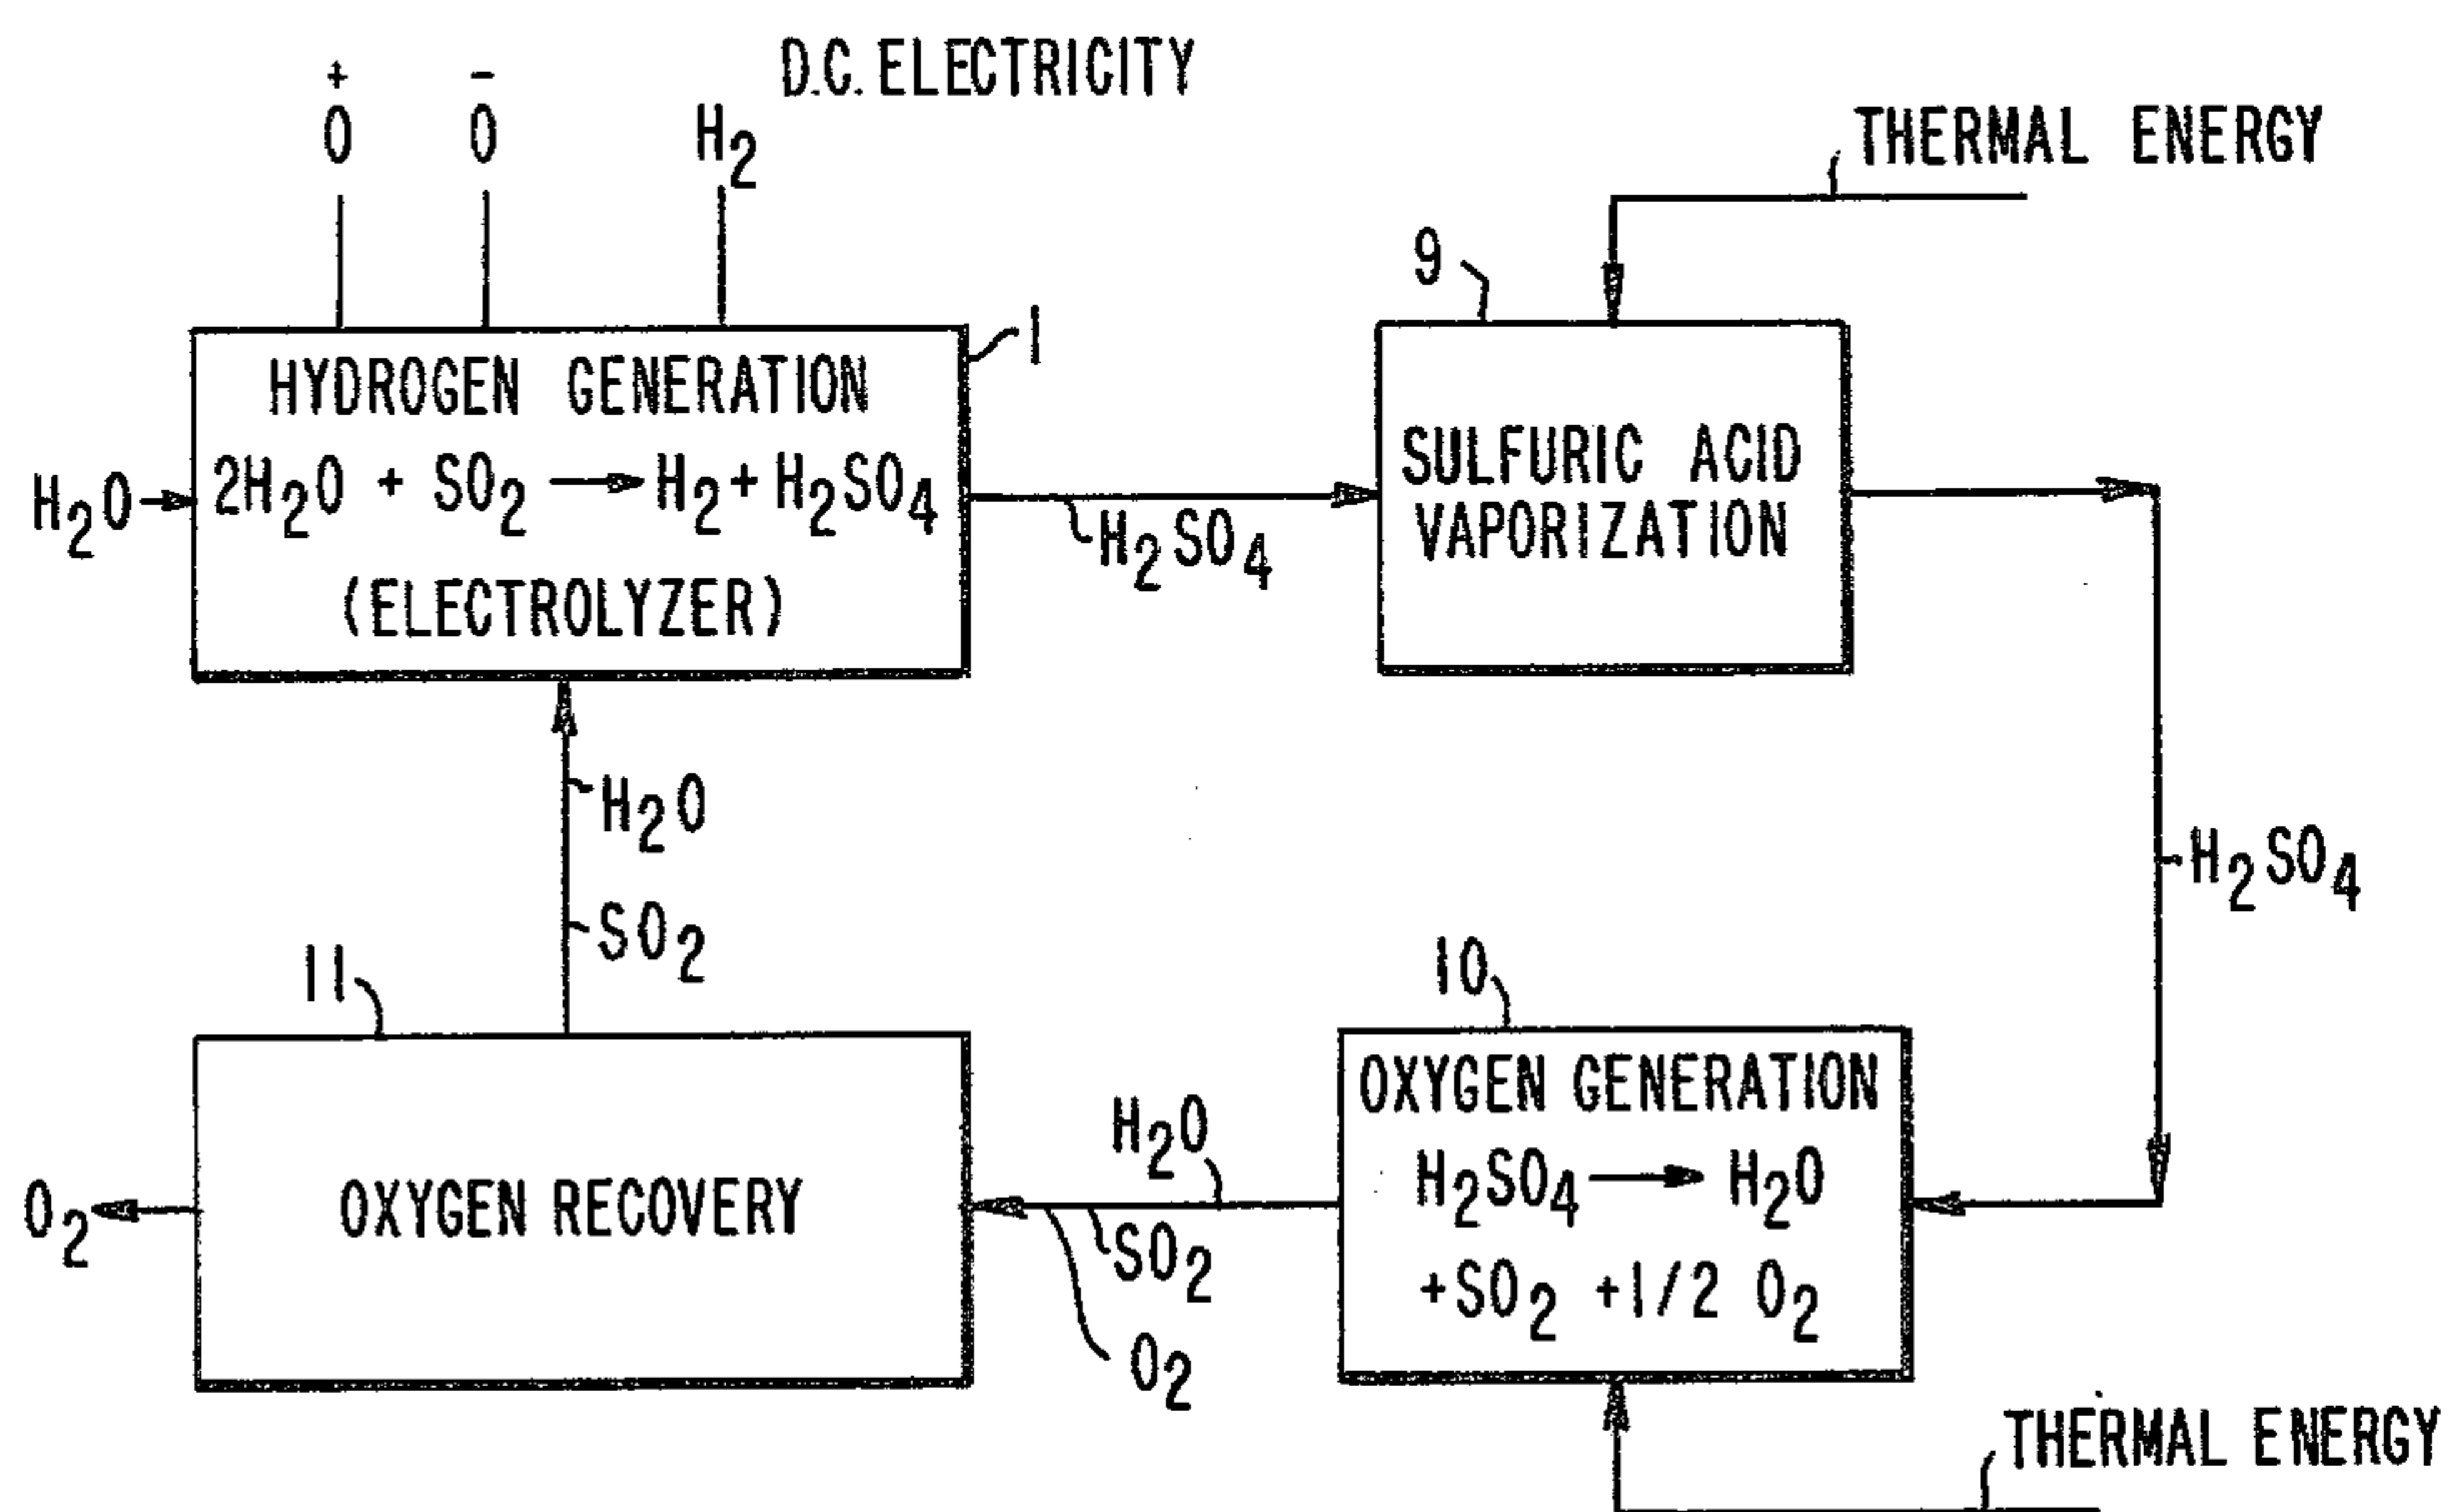 D.C. ELECTRICITY
+ -
O O
H2
THERMAL ENERGY
9
1
HYDROGEN GENERATION
2H2O + SO2 → H2 + H2SO4
(ELECTROLYZER)
H2O
H2SO4
SULFURIC ACID
VAPORIZATION
H2O
SO2
H2SO4
11
10
OXYGEN RECOVERY
O2
H2O
SO2
O2
OXYGEN GENERATION
H2SO4 → H2O
+SO2 +1/2 O2
THERMAL ENERGY